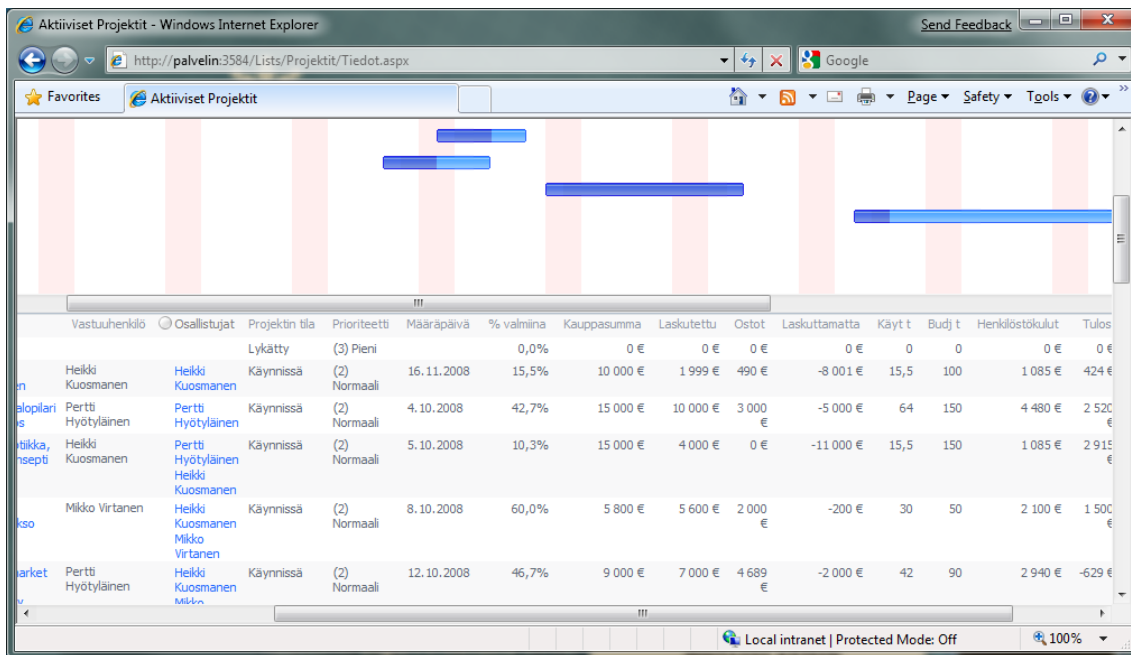 Aktiiviset Projektit - Windows Internet Explorer
Send Feedback
http://palvelin:3584/Lists/Projektit/Tiedot.aspx
Google
Favorites
Aktiiviset Projektit
Page
Safety
Tools
Vastuuhenkilö Osallistujat Projektin tila Prioriteetti Määräpäivä % valmiina Kauppasumma Laskutettu Ostot Laskuttamatta Käyt t Budj t Henkilöstökulut Tulos
Lykätty (3) Pieni 0,0% 0 € 0 € 0 € 0 € 0 0 0 € 0 €
Heikki Heikki Käynnissä (2) 16.11.2008 15,5% 10 000 € 1 999 € 490 € -8 001 € 15,5 100 1 085 € 424 €
en Kuosmanen Kuosmanen Normaali
alopilari Pertti Pertti Käynnissä (2) 4.10.2008 42,7% 15 000 € 10 000 € 3 000 -5 000 € 64 150 4 480 € 2 520
os Hyötyläinen Hyötyläinen Normaali € €
otiikka, Heikki Pertti Käynnissä (2) 5.10.2008 10,3% 15 000 € 4 000 € 0 € -11 000 € 15,5 150 1 085 € 2 915
nsepti Kuosmanen Hyötyläinen Normaali €
Heikki
Kuosmanen
Mikko Virtanen Heikki Käynnissä (2) 8.10.2008 60,0% 5 800 € 5 600 € 2 000 -200 € 30 50 2 100 € 1 500
kso Kuosmanen Normaali € €
Mikko
Virtanen
market Pertti Heikki Käynnissä (2) 12.10.2008 46,7% 9 000 € 7 000 € 4 689 -2 000 € 42 90 2 940 € -629 €
Hyötyläinen Kuosmanen Normaali €
Mikko
Local intranet | Protected Mode: Off
100%